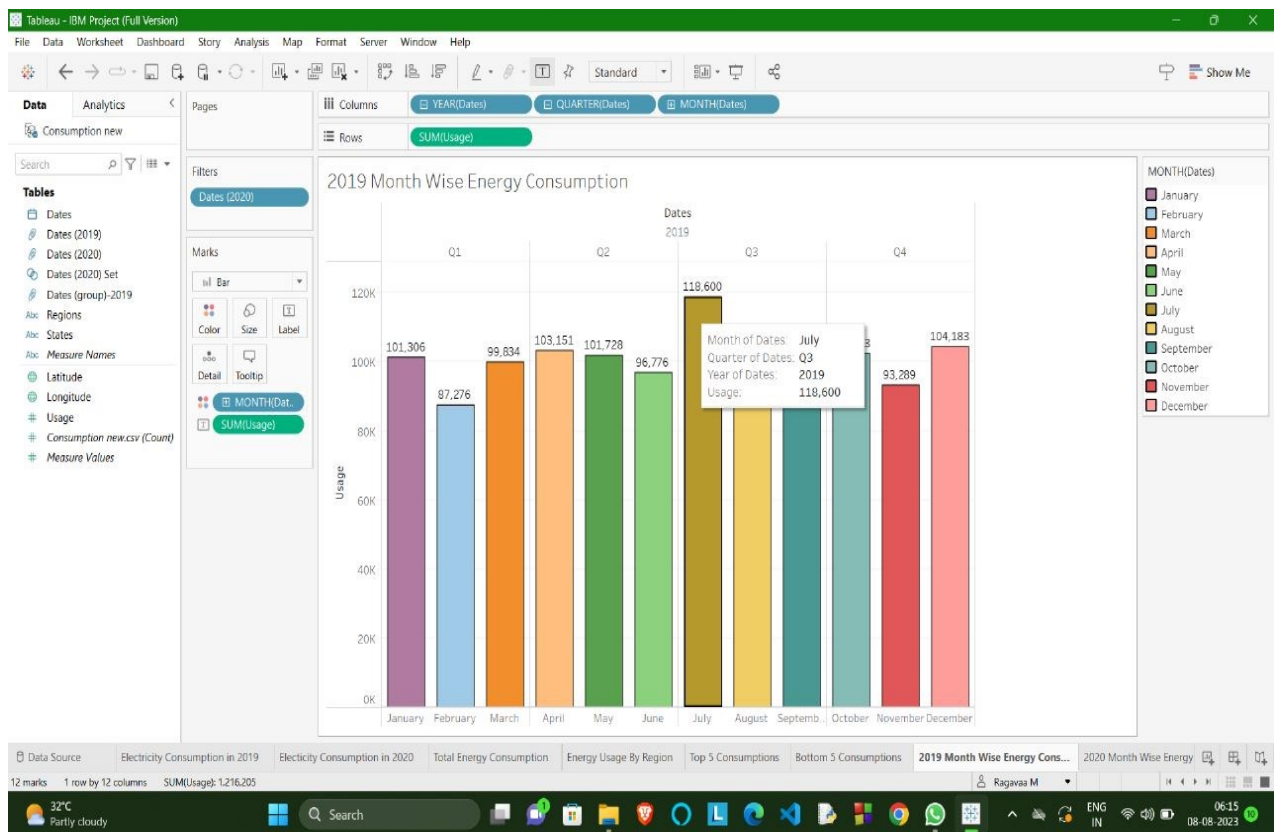 Tableau - IBM Project (Full Version)
File Data Worksheet Dashboard Story Analysis Map Format Server Window Help
Standard
Show Me
Data Analytics
Consumption new
Search
Tables
Dates
Dates (2019)
Dates (2020)
Dates (2020) Set
Dates (group)-2019
Abc Regions
Abc States
Abc Measure Names
Latitude
Longitude
# Usage
# Consumption new.csv (Count)
# Measure Values
Pages
Filters
Dates (2020)
Marks
Bar
Color Size Label
Detail Tooltip
MONTH(Dat..
SUM(Usage)
Columns YEAR(Dates) QUARTER(Dates) MONTH(Dates)
Rows SUM(Usage)
2019 Month Wise Energy Consumption
Dates
2019
Q1 Q2 Q3 Q4
Usage
120K
100K
80K
60K
40K
20K
0K
101,306
87,276
99,834
103,151
101,728
96,776
118,600
93,289
104,183
Month of Dates: July
Quarter of Dates: Q3
Year of Dates: 2019
Usage: 118,600
January February March April May June July August Septemb.. October November December
MONTH(Dates)
January
February
March
April
May
June
July
August
September
October
November
December
Data Source Electricity Consumption in 2019 Electicity Consumption in 2020 Total Energy Consumption Energy Usage By Region Top 5 Consumptions Bottom 5 Consumptions 2019 Month Wise Energy Cons... 2020 Month Wise Energy
12 marks 1 row by 12 columns SUM(Usage): 1,216,205
Ragavaa M
32°C
Partly cloudy
Search
ENG
IN
06:15
08-08-2023
10